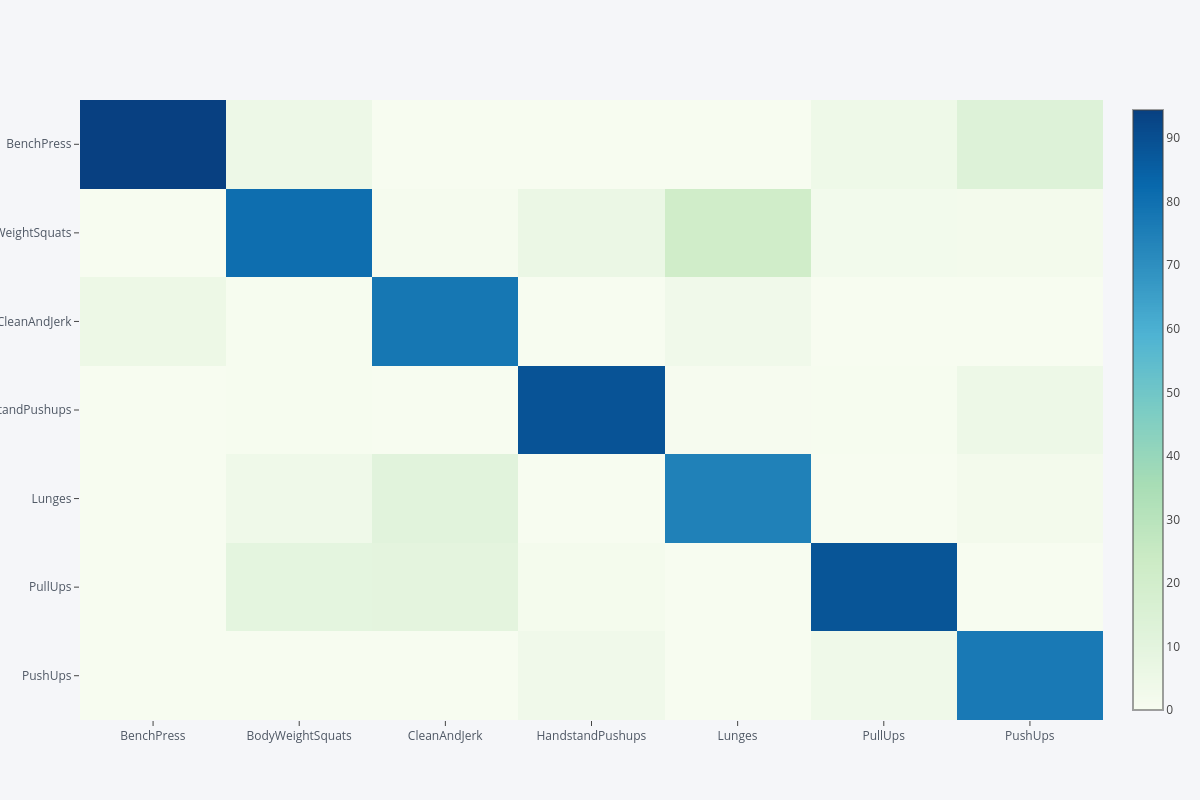 BenchPress
WeightSquats
CleanAndJerk
tandPushups
Lunges
PullUps
PushUps
BenchPress BodyWeightSquats CleanAndJerk HandstandPushups Lunges PullUps PushUps
90
80
70
60
50
40
30
20
10
0